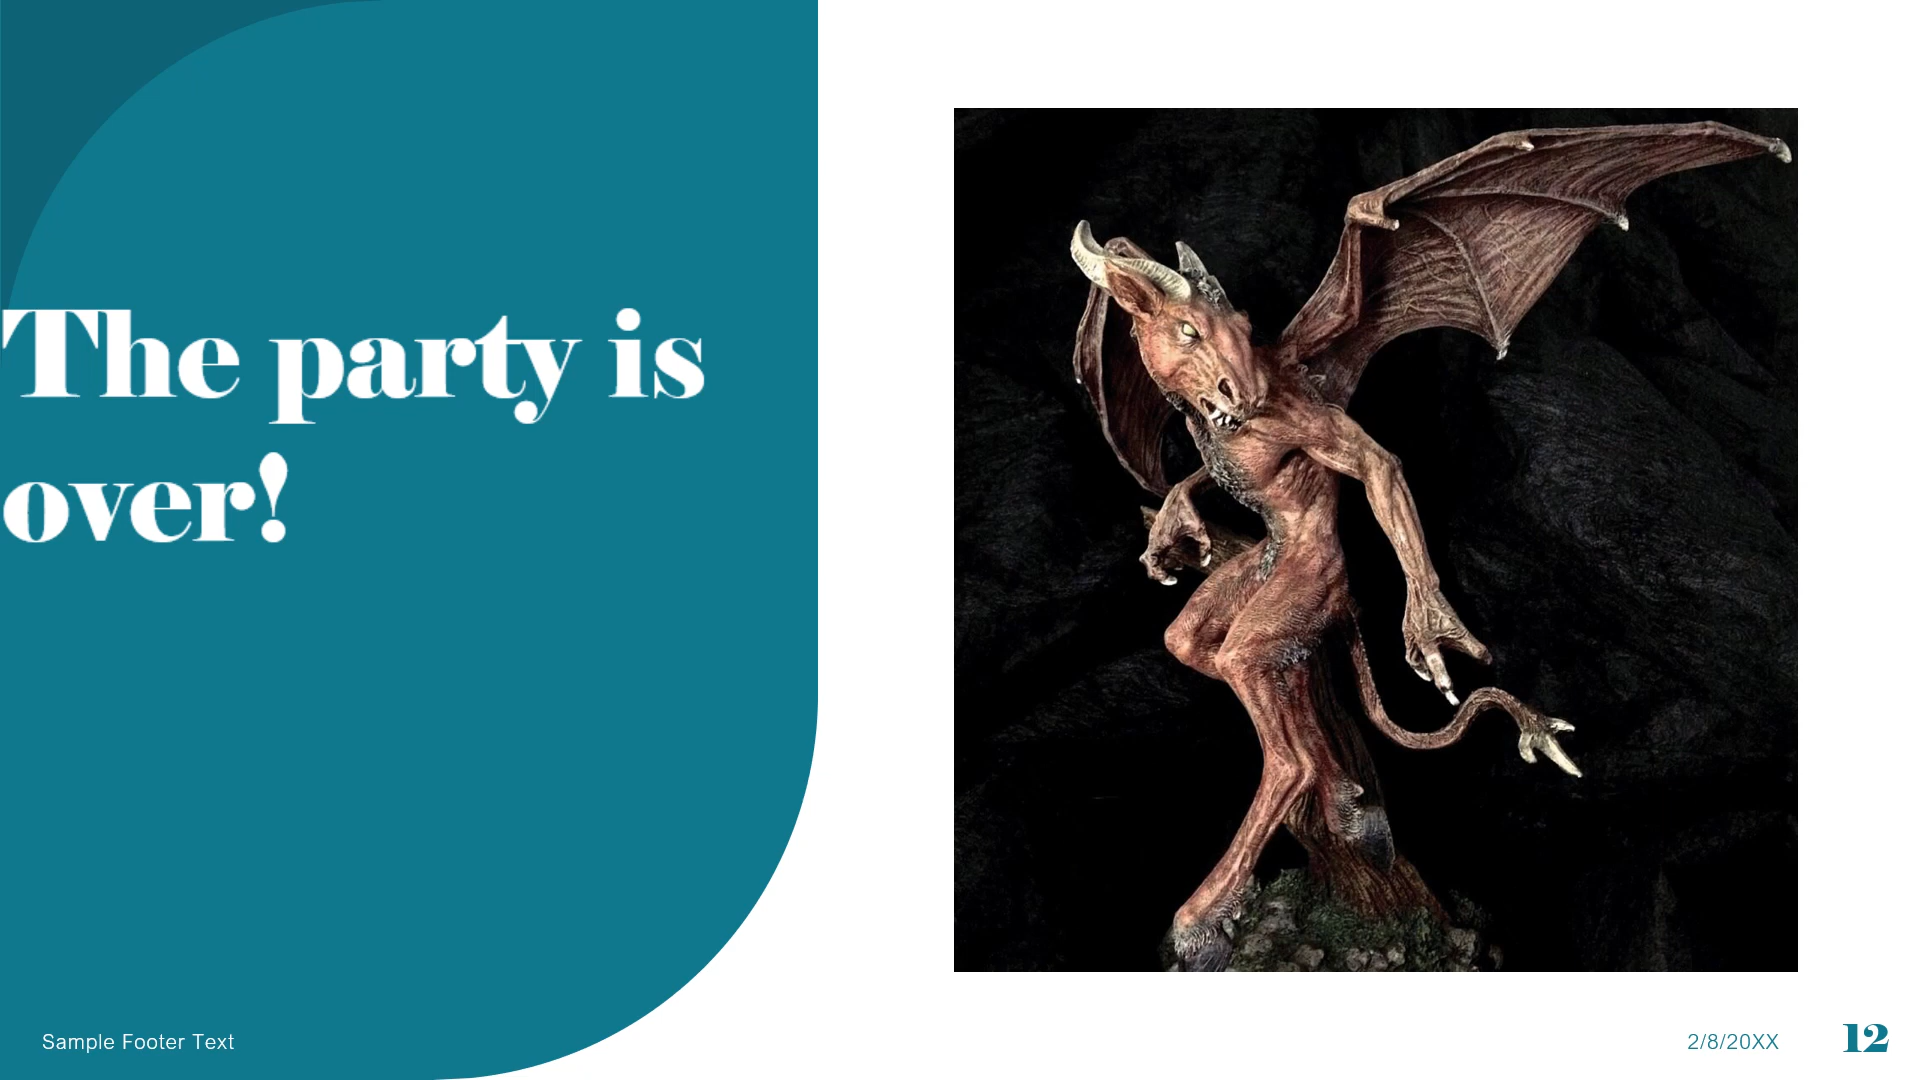 The party is
over!
Sample Footer Text
2/8/20XX
12